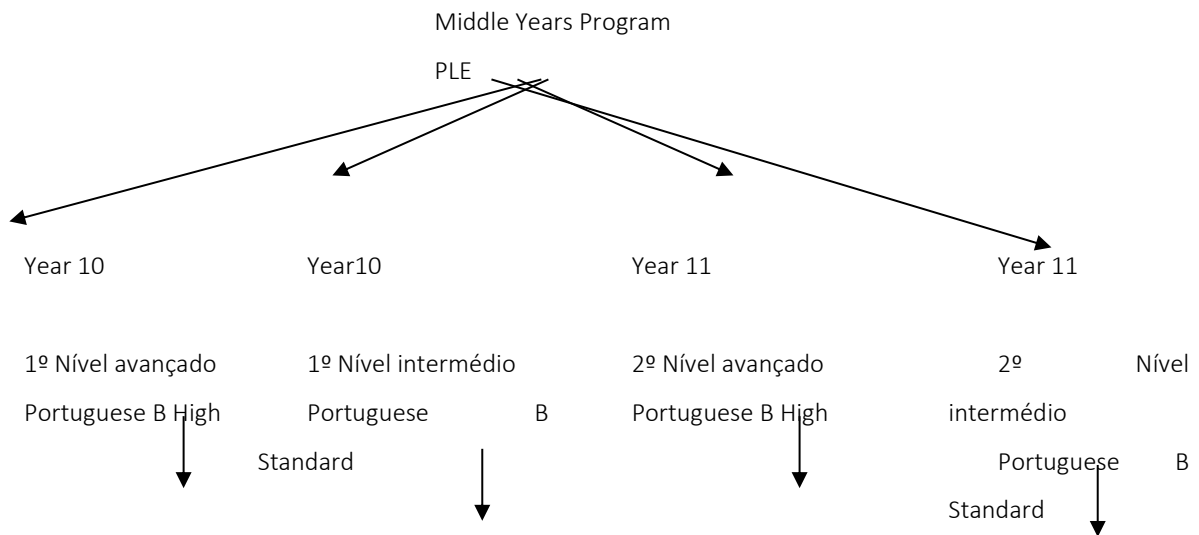 Middle Years Program
PLE
Year 10
Year10
Year 11
Year 11
1º Nível avançado
1º Nível intermédio
2º Nível avançado
2º Nível
Portuguese B High
Portuguese B
Portuguese B High
intermédio
Standard
Portuguese B
Standard